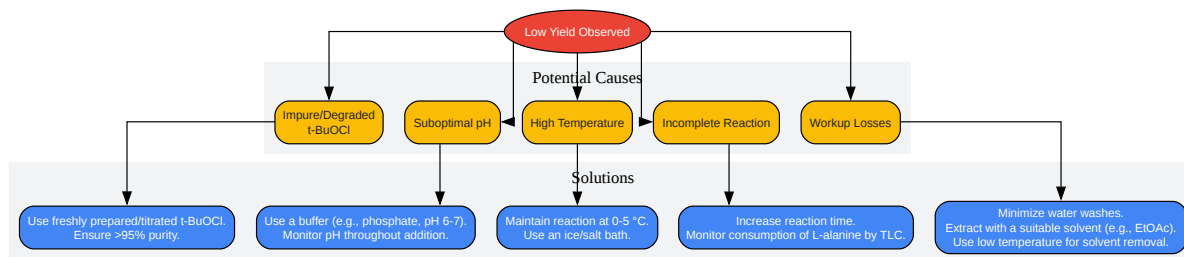 Low Yield Observed
Potential Causes
Impure/Degraded
t-BuOCl
Suboptimal pH
High Temperature
Incomplete Reaction
Workup Losses
Solutions
Use freshly prepared/titrated t-BuOCl.
Ensure >95% purity.
Use a buffer (e.g., phosphate, pH 6-7).
Monitor pH throughout addition.
Maintain reaction at 0-5 °C.
Use an ice/salt bath.
Increase reaction time.
Monitor consumption of L-alanine by TLC.
Minimize water washes.
Extract with a suitable solvent (e.g., EtOAc).
Use low temperature for solvent removal.